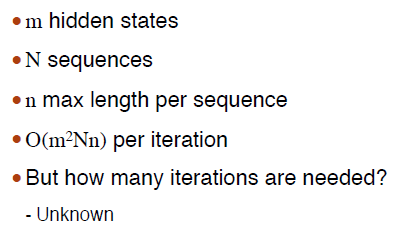 • m hidden states
• N sequences
• n max length per sequence
• O(m²Nn) per iteration
• But how many iterations are needed?
- Unknown